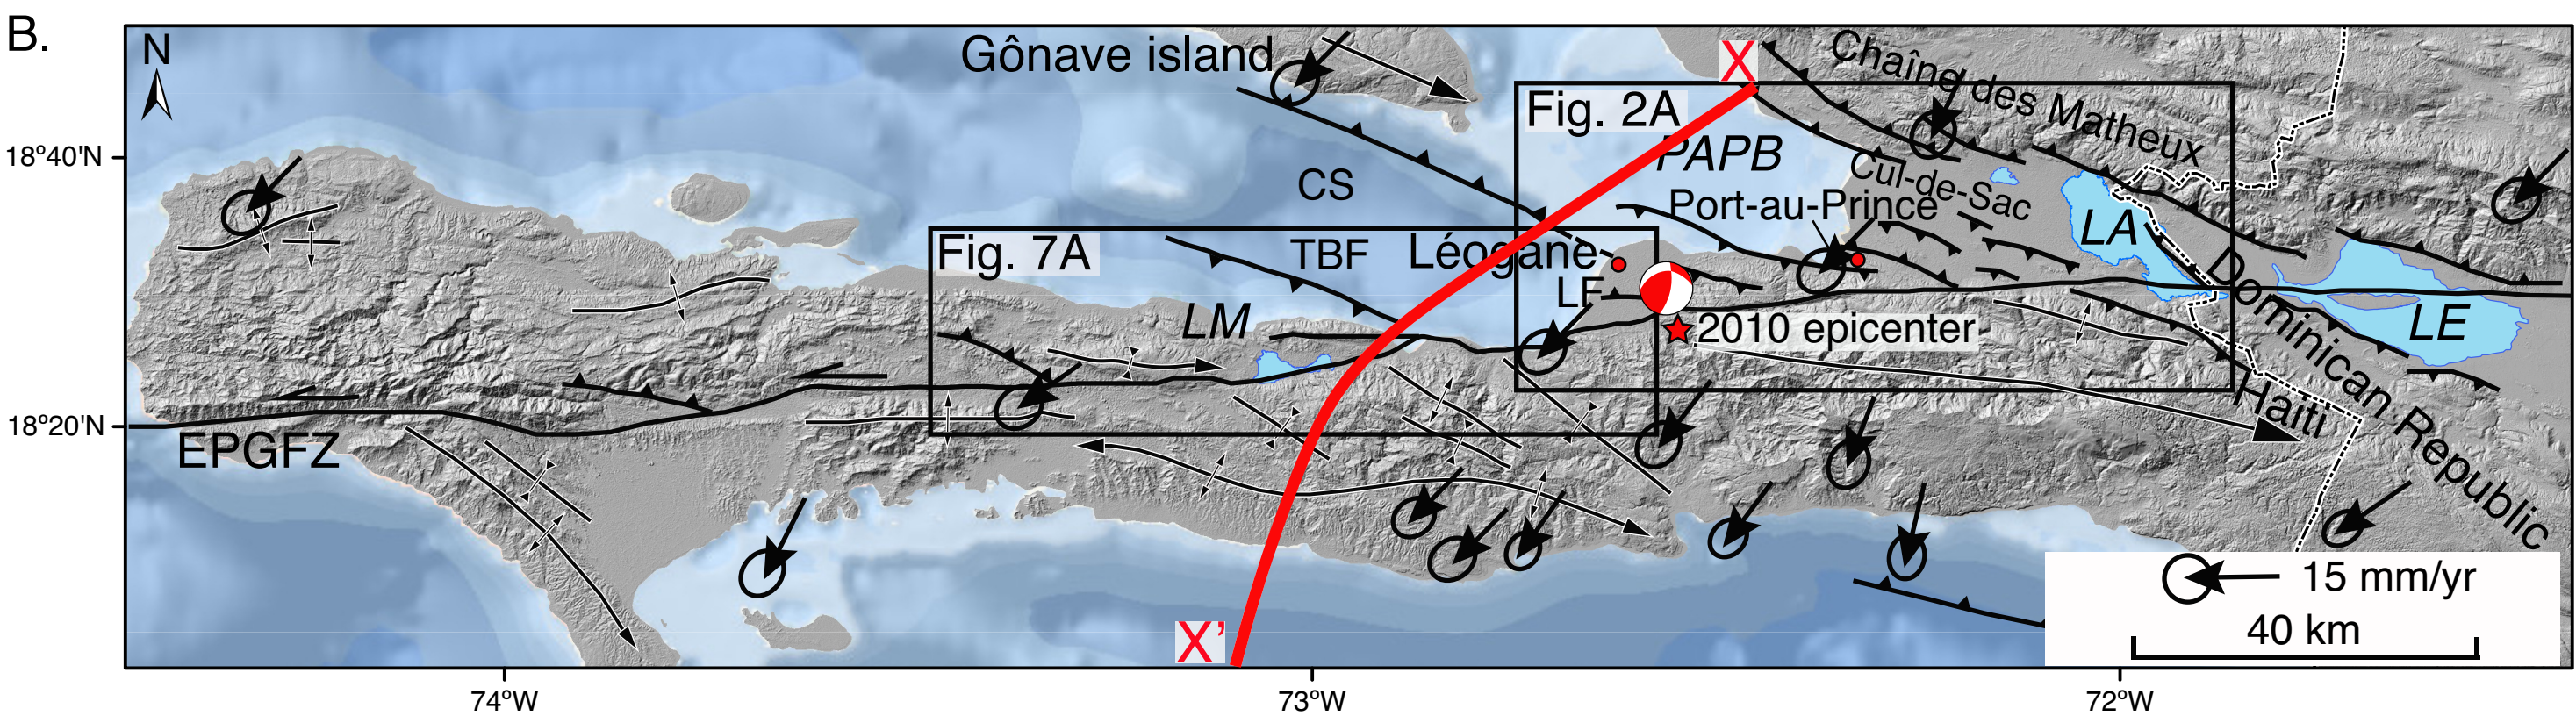 B.
N
Gônave island
X
Chaîne des Matheux
Fig. 2A
18°40'N
PAPB
CS
Cul-de-Sac
Port-au-Prince
LA
Fig. 7A
TBF
Léogane
LF
Dominican Republic
LM
2010 epicenter
LE
Haiti
18°20'N
EPGFZ
15 mm/yr
X'
40 km
74°W
73°W
72°W